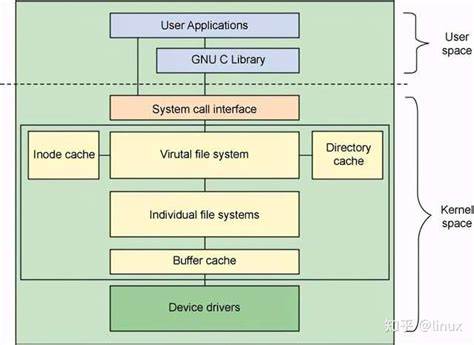 User Applications
GNU C Library
User
space
System call interface
Inode cache
Virutal file system
Directory
cache
Individual file systems
Buffer cache
Device drivers
Kernell
space
知乎 @linux